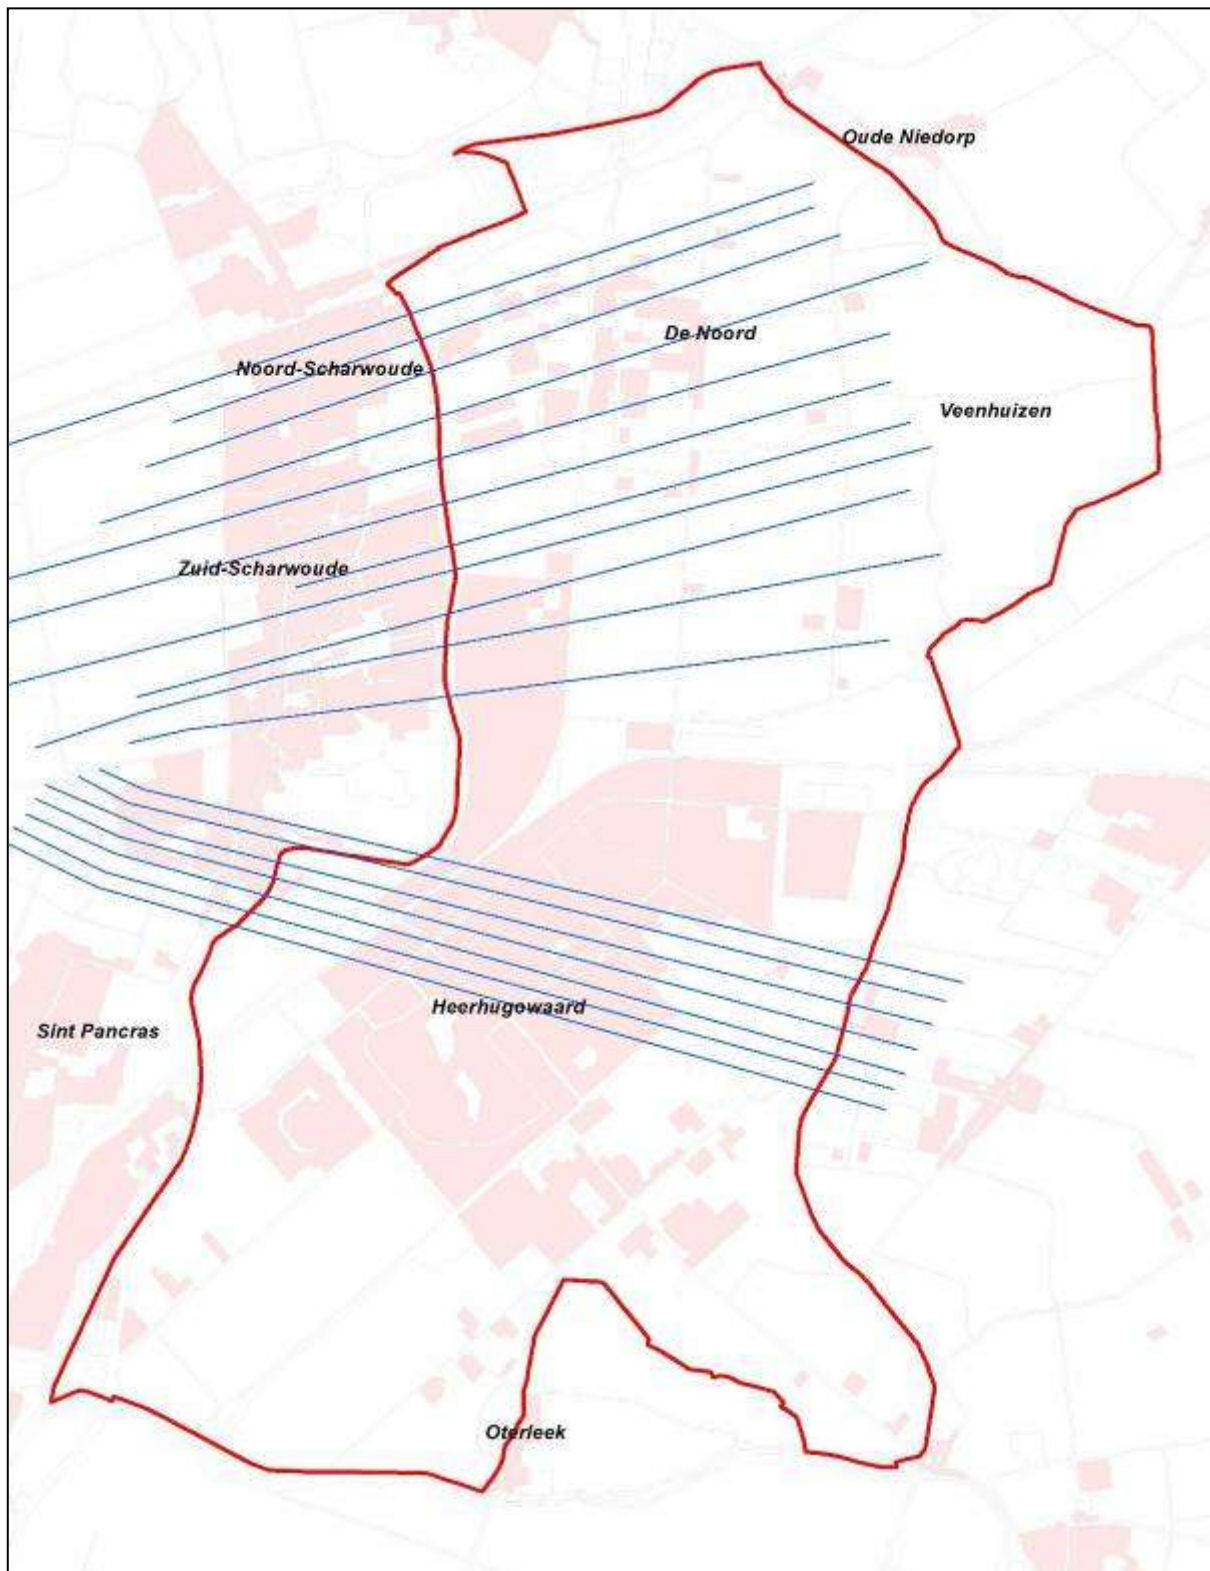 Oude Niedorp
De Noord
Noord-Scharwoude
Veenhuizen
Zuid-Scharwoude
Heerhugowaard
Sint Pancras
Oterleek